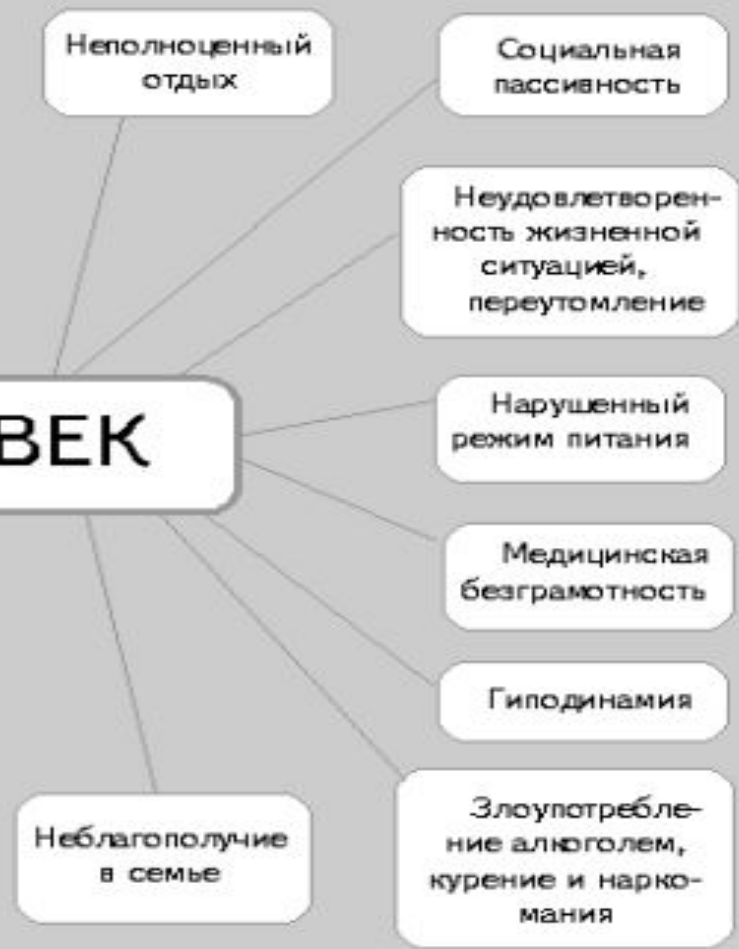 Неполноценный
отдых
Социальная
пассивность
Неудовлетворен-
ность жизненной
ситуацией,
переутомление
ВЕК
Нарушенный
режим питания
Медицинская
безграмотность
Гиподинамия
Неблагополучие
в семье
Злоупотребле-
ние алкоголем,
курение и нарко-
мания